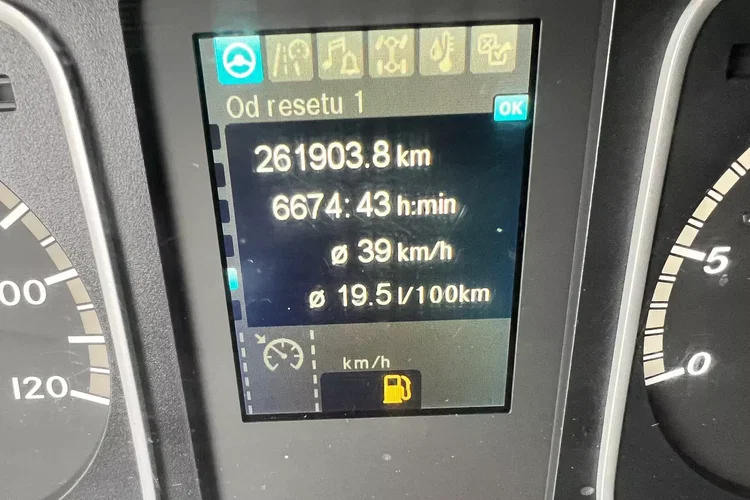 Od resetu 1
OK
261903.8 km
6674:43 h:min
ø 39 km/h
ø 19.5 l/100km
km/h
00
120
5
0